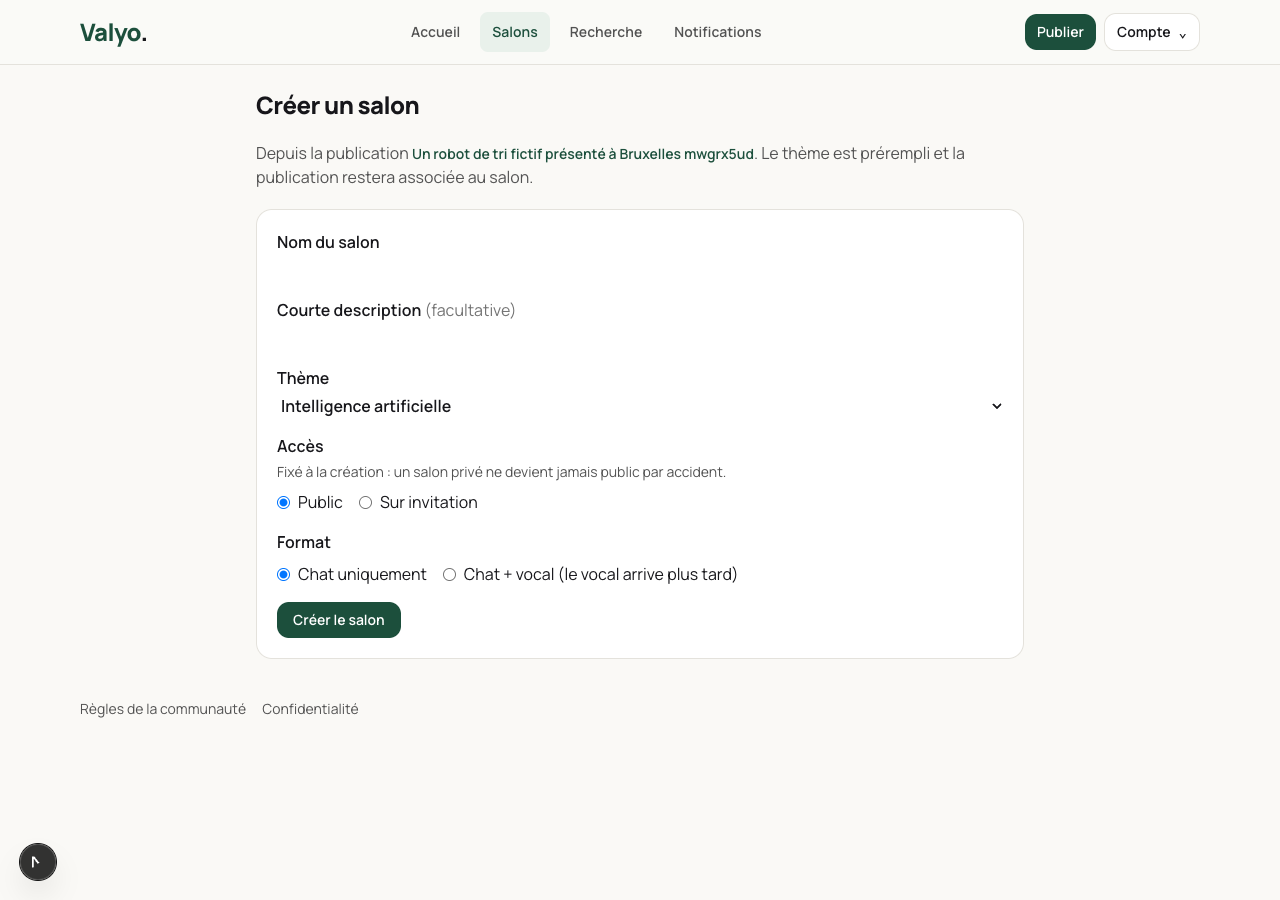 Valyo.
Accueil
Salons
Recherche
Notifications
Publier
Compte
Créer un salon
Depuis la publication Un robot de tri fictif présenté à Bruxelles mwgrx5ud. Le thème est prérempli et la
publication restera associée au salon.
Nom du salon
Courte description (facultative)
Thème
Intelligence artificielle
Accès
Fixé à la création : un salon privé ne devient jamais public par accident.
Public
Sur invitation
Format
Chat uniquement
Chat + vocal (le vocal arrive plus tard)
Créer le salon
Règles de la communauté
Confidentialité